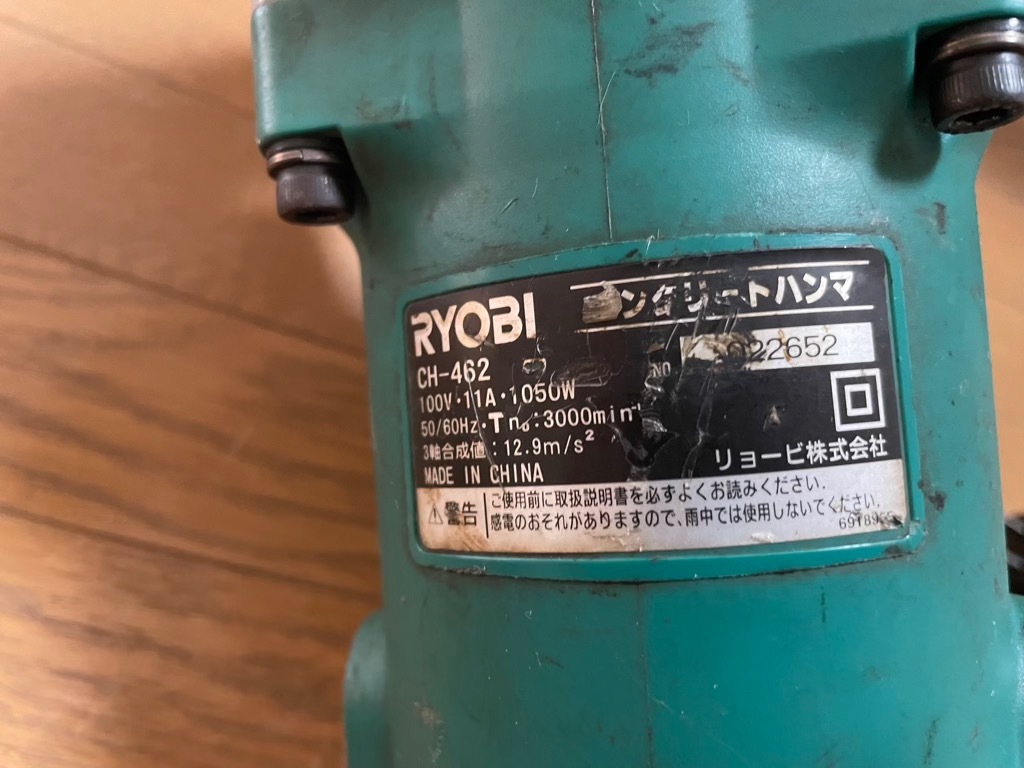 RYOBI
ンクリートハンマ
CH-462
NO
022652
100V・11A・1050W
50/60Hz・T n₀:3000min⁻¹
3軸合成値:12.9m/s²
MADE IN CHINA
リョービ株式会社
⚠警告
ご使用前に取扱説明書を必ずよくお読みください.
感電のおそれがありますので、雨中では使用しないでください.